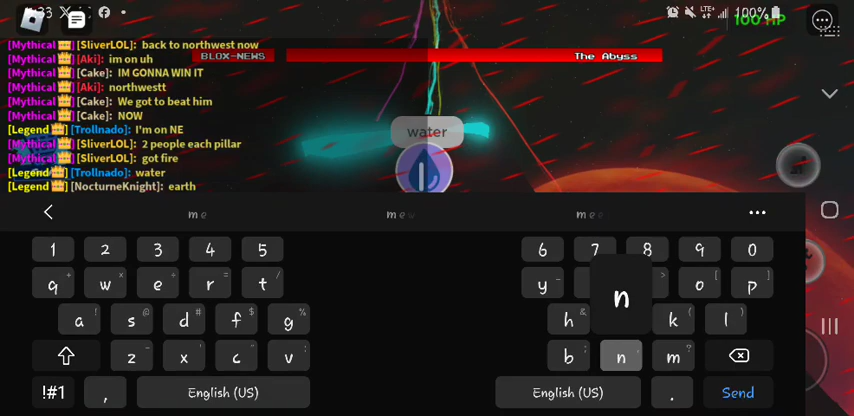 100% 100 HP
[Mythical 👑] [SliverLOL]: back to northwest now
[Mythical 👑] [Aki]: im on uh
BLOX-NEWS
The Abyss
[Mythical 👑] [Cake]: IM GONNA WIN IT
[Mythical 👑] [Aki]: northwestt
[Mythical 👑] [Cake]: We got to beat him
[Mythical 👑] [Cake]: NOW
[Legend 👑] [Trollnado]: I'm on NE
water
[Mythical 👑] [SliverLOL]: 2 people each pillar
[Mythical 👑] [SliverLOL]: got fire
[Legend 👑] [Trollnado]: water
[Legend 👑] [NocturneKnight]: earth
me mew meo
1 2 3 4 5 6 7 8 9 0
q + w × e ÷ r = t / y _ > o [ p ]
n
a ! s @ d # f $ g % h & k ( l )
z - x ' c " v : b ; n , m ?
!#1 , English (US) English (US) . Send